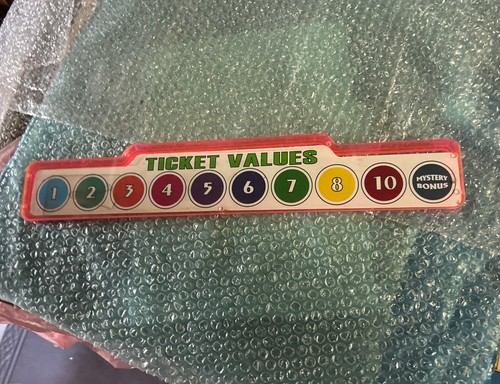 TICKET VALUES
1 2 3 4 5 6 7 8 10 MYSTERY
BONUS